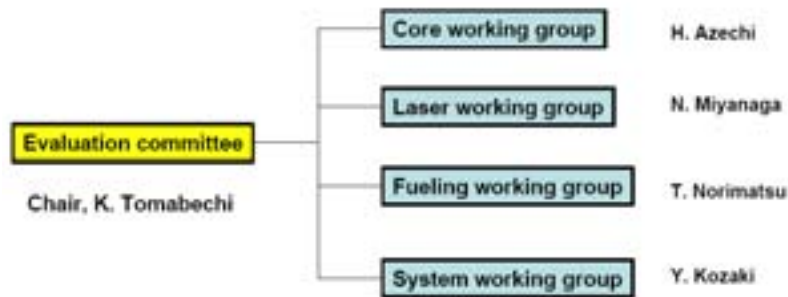 Core working group
H. Azechi
Laser working group
N. Miyanaga
Evaluation committee
Chair, K. Tomabechi
Fueling working group
T. Norimatsu
System working group
Y. Kozaki